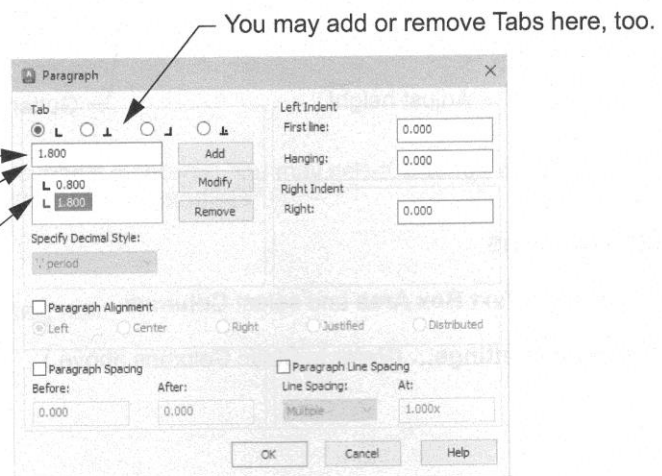 You may add or remove Tabs here, too.
Paragraph
Tab
1.800
Add
0.800
1.800
Modify
Remove
Specify Decimal Style:
'.' period
Left Indent
First line: 0.000
Hanging: 0.000
Right Indent
Right: 0.000
Paragraph Alignment
Left Center Right Justified Distributed
Paragraph Spacing
Before: After:
0.000 0.000
Paragraph Line Spacing
Line Spacing: At:
Multiple 1.000x
OK Cancel Help